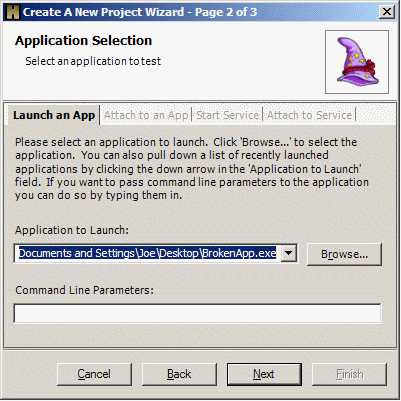 Create A New Project Wizard - Page 2 of 3
Application Selection
Select an application to test
Launch an App Attach to an App Start Service Attach to Service
Please select an application to launch. Click 'Browse...' to select the
application. You can also pull down a list of recently launched
applications by clicking the down arrow in the 'Application to Launch'
field. If you want to pass command line parameters to the application
you can do so by typing them in.
Application to Launch:
Documents and Settings\Joe\Desktop\BrokenApp.exe Browse...
Command Line Parameters:
Cancel Back Next Finish